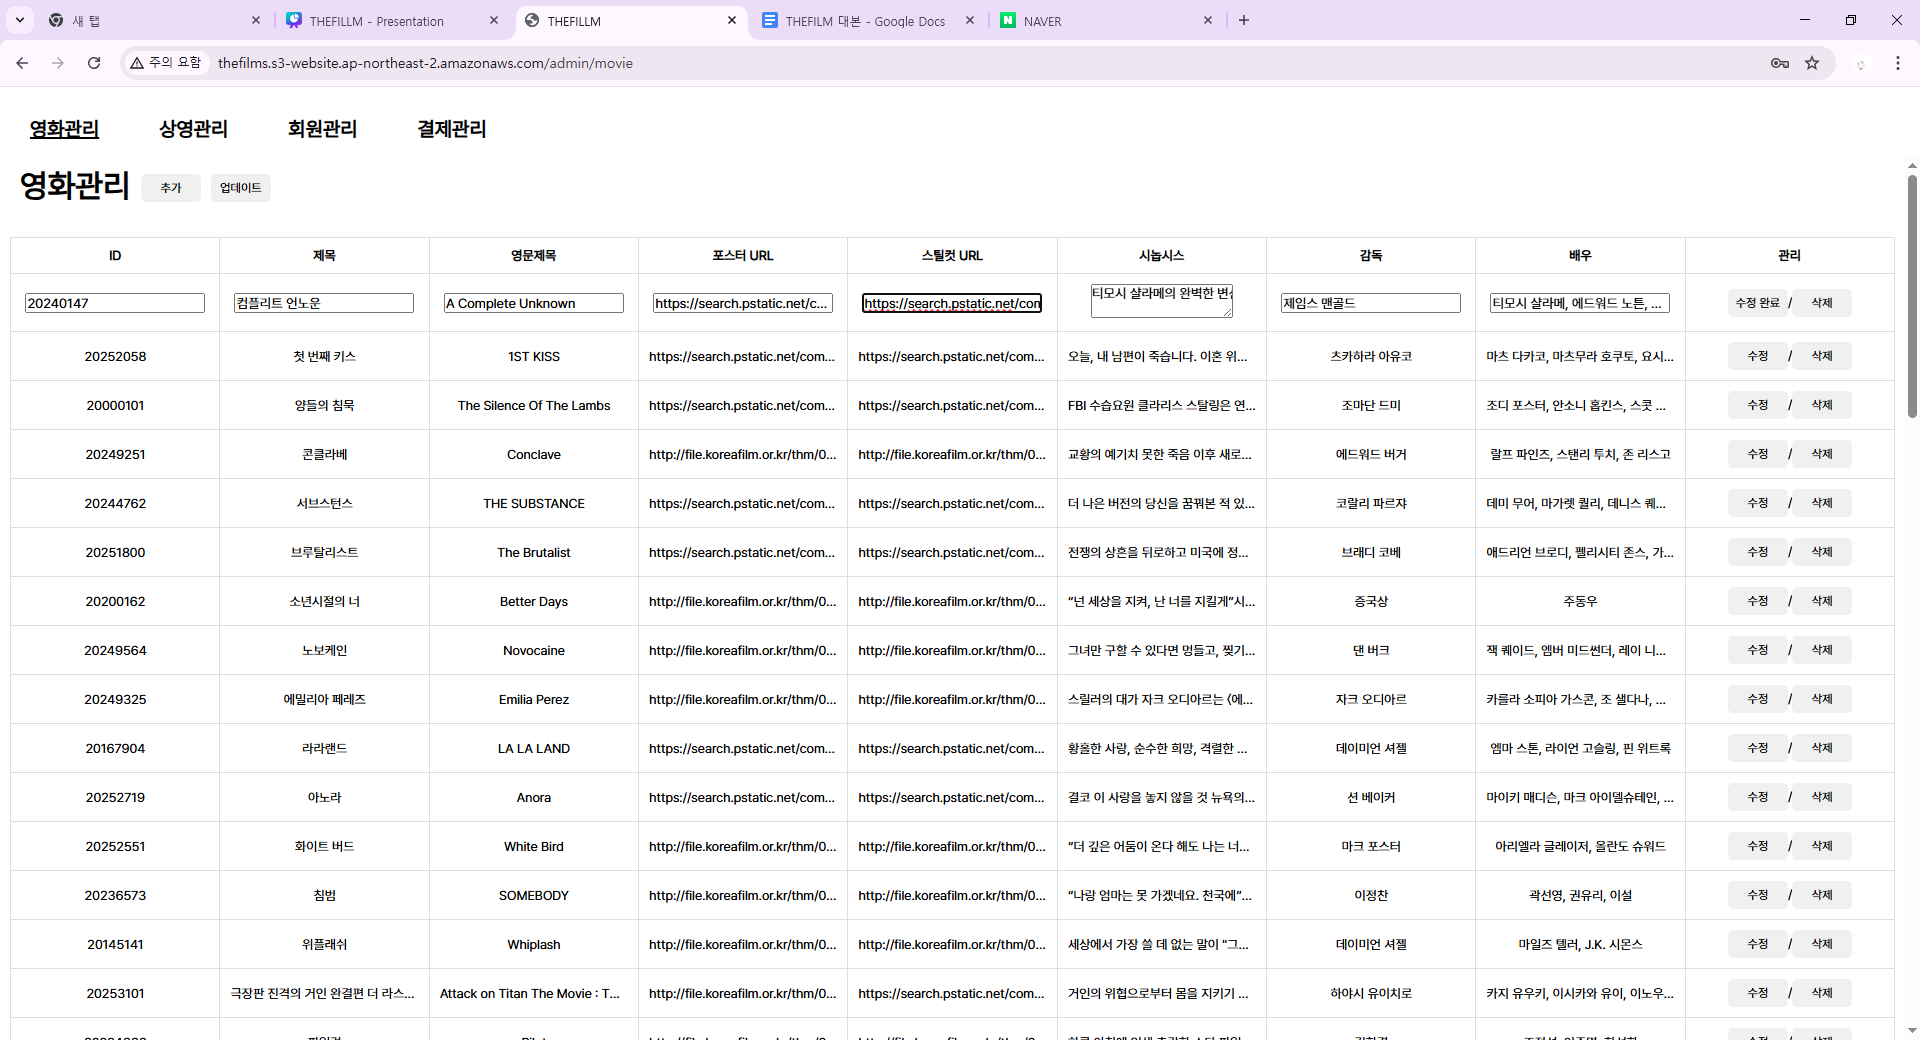 새 탭
THEFILLM - Presentation
THEFILLM
THEFILM 대본 - Google Docs
NAVER
주의 요함 thefilms.s3-website.ap-northeast-2.amazonaws.com/admin/movie
영화관리 상영관리 회원관리 결제관리
영화관리 추가 업데이트
ID 제목 영문제목 포스터 URL 스틸컷 URL 시놉시스 감독 배우 관리
20240147 컴플리트 언노운 A Complete Unknown https://search.pstatic.net/c... https://search.pstatic.net/con 티모시 샬라메의 완벽한 변 제임스 맨골드 티모시 샬라메, 에드워드 노튼, ... 수정 완료 / 삭제
20252058 첫 번째 키스 1ST KISS https://search.pstatic.net/com... https://search.pstatic.net/com... 오늘, 내 남편이 죽습니다. 이혼 위... 츠카하라 아유코 마츠 다카코, 마츠무라 호쿠토, 요시... 수정 / 삭제
20000101 양들의 침묵 The Silence Of The Lambs https://search.pstatic.net/com... https://search.pstatic.net/com... FBI 수습요원 클라리스 스탈링은 연... 조나단 드미 조디 포스터, 안소니 홉킨스, 스콧 ... 수정 / 삭제
20249251 콘클라베 Conclave http://file.koreafilm.or.kr/thm/0... http://file.koreafilm.or.kr/thm/0... 교황의 예기치 못한 죽음 이후 새로... 에드워드 버거 랄프 파인즈, 스탠리 투치, 존 리스고 수정 / 삭제
20244762 서브스턴스 THE SUBSTANCE https://search.pstatic.net/com... https://search.pstatic.net/com... 더 나은 버전의 당신을 꿈꿔본 적 있... 코랄리 파르쟈 데미 무어, 마가렛 퀄리, 데니스 퀘... 수정 / 삭제
20251800 브루탈리스트 The Brutalist https://search.pstatic.net/com... https://search.pstatic.net/com... 전쟁의 상흔을 뒤로하고 미국에 정... 브래디 코베 애드리언 브로디, 펠리시티 존스, 가... 수정 / 삭제
20200162 소년시절의 너 Better Days http://file.koreafilm.or.kr/thm/0... http://file.koreafilm.or.kr/thm/0... “넌 세상을 지켜, 난 너를 지킬게”시... 증국상 주동우 수정 / 삭제
20249564 노보케인 Novocaine http://file.koreafilm.or.kr/thm/0... http://file.koreafilm.or.kr/thm/0... 그녀만 구할 수 있다면 멍들고, 찢기... 댄 버크 잭 퀘이드, 엠버 미드썬더, 레이 니... 수정 / 삭제
20249325 에밀리아 페레즈 Emilia Perez http://file.koreafilm.or.kr/thm/0... http://file.koreafilm.or.kr/thm/0... 스릴러의 대가 자크 오디아르는 〈에... 자크 오디아르 카를라 소피아 가스콘, 조 샐다나, ... 수정 / 삭제
20167904 라라랜드 LA LA LAND https://search.pstatic.net/com... https://search.pstatic.net/com... 황홀한 사랑, 순수한 희망, 격렬한 ... 데이미언 셔젤 엠마 스톤, 라이언 고슬링, 핀 위트록 수정 / 삭제
20252719 아노라 Anora https://search.pstatic.net/com... https://search.pstatic.net/com... 결코 이 사랑을 놓지 않을 것 뉴욕의... 션 베이커 마이키 매디슨, 마크 아이델슈테인, ... 수정 / 삭제
20252551 화이트 버드 White Bird http://file.koreafilm.or.kr/thm/0... http://file.koreafilm.or.kr/thm/0... “더 깊은 어둠이 온다 해도 나는 너... 마크 포스터 아리엘라 글레이저, 올란도 슈워드 수정 / 삭제
20236573 침범 SOMEBODY http://file.koreafilm.or.kr/thm/0... http://file.koreafilm.or.kr/thm/0... “나랑 엄마는 못 가겠네요. 천국에”... 이정찬 곽선영, 권유리, 이설 수정 / 삭제
20145141 위플래쉬 Whiplash http://file.koreafilm.or.kr/thm/0... http://file.koreafilm.or.kr/thm/0... 세상에서 가장 쓸 데 없는 말이 "그... 데이미언 셔젤 마일즈 텔러, J.K. 시몬스 수정 / 삭제
20253101 극장판 진격의 거인 완결편 더 라스... Attack on Titan The Movie : T... http://file.koreafilm.or.kr/thm/0... https://search.pstatic.net/com... 거인의 위협으로부터 몸을 지키기 ... 하야시 유이치로 카지 유우키, 이시카와 유이, 이노우... 수정 / 삭제